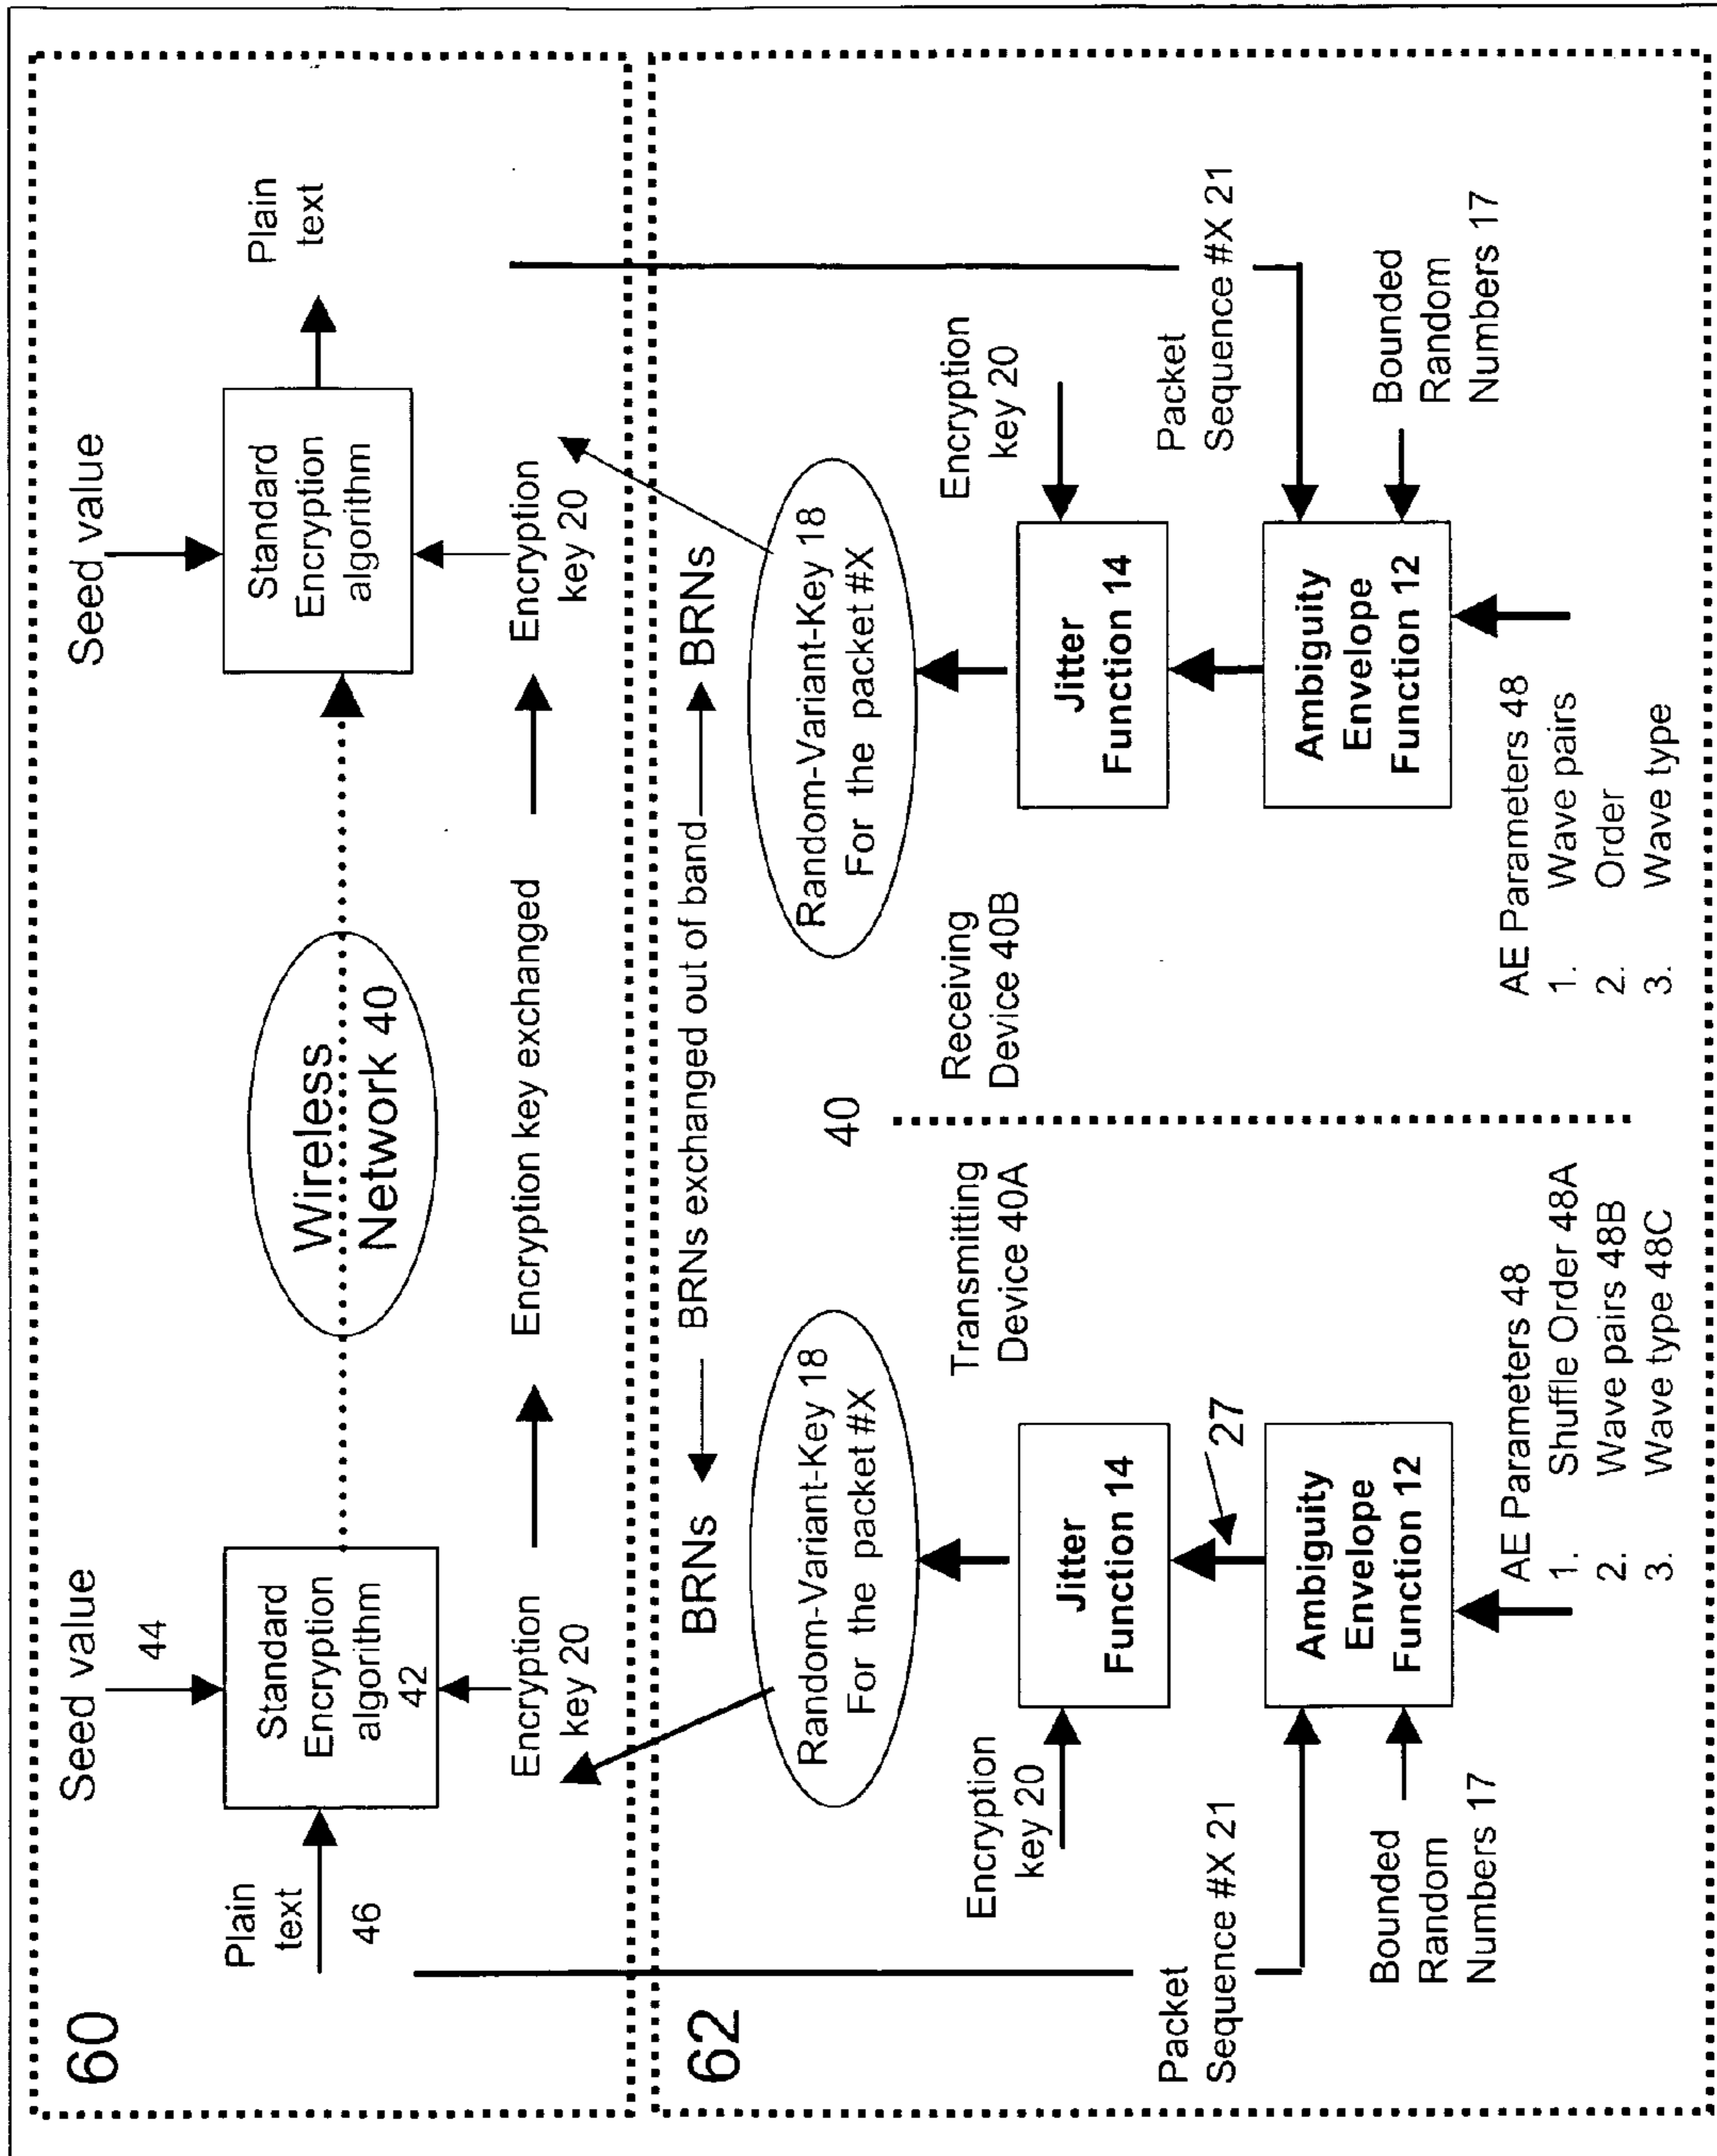 60
Seed value
44
Plain
text
46
Standard
Encryption
algorithm
42
Encryption
key 20
Wireless
Network 40
Encryption key exchanged
Seed value
Standard
Encryption
algorithm
Plain
text
Encryption
key 20
62
BRNs
BRNs exchanged out of band
BRNs
Random-Variant-Key 18
For the packet #X
Transmitting
Device 40A
Encryption
key 20
Jitter
Function 14
27
Packet
Sequence #X 21
Ambiguity
Envelope
Function 12
Bounded
Random
Numbers 17
AE Parameters 48
1. Shuffle Order 48A
2. Wave pairs 48B
3. Wave type 48C
40
Random-Variant-Key 18
For the packet #X
Receiving
Device 40B
Jitter
Function 14
Encryption
key 20
Packet
Sequence #X 21
Ambiguity
Envelope
Function 12
Bounded
Random
Numbers 17
AE Parameters 48
1. Wave pairs
2. Order
3. Wave type